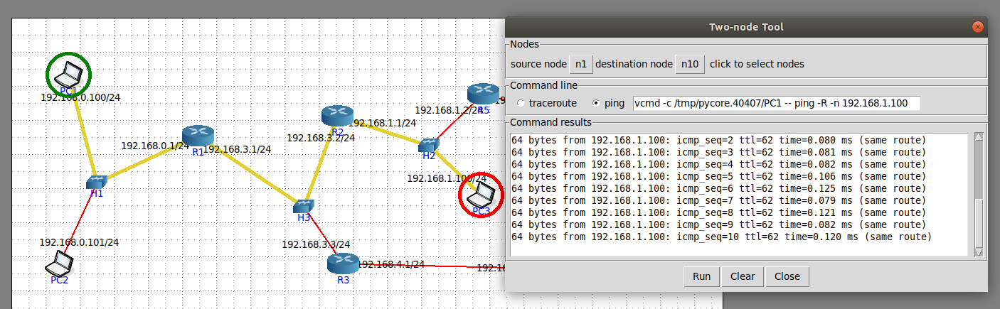 PC1
192.168.0.100/24
192.168.0.1/24
R1
192.168.3.1/24
R2
192.168.3.2/24
192.168.1.1/24
192.168.1.2/24
R5
H2
192.168.1.100/24
PC3
H1
H3
192.168.0.101/24
PC2
192.168.3.3/24
R3
192.168.4.1/24
192.16
Two-node Tool
Nodes
source node n1 destination node n10 click to select nodes
Command line
traceroute ping vcmd -c /tmp/pycore.40407/PC1 -- ping -R -n 192.168.1.100
Command results
64 bytes from 192.168.1.100: icmp_seq=2 ttl=62 time=0.080 ms (same route)
64 bytes from 192.168.1.100: icmp_seq=3 ttl=62 time=0.081 ms (same route)
64 bytes from 192.168.1.100: icmp_seq=4 ttl=62 time=0.082 ms (same route)
64 bytes from 192.168.1.100: icmp_seq=5 ttl=62 time=0.106 ms (same route)
64 bytes from 192.168.1.100: icmp_seq=6 ttl=62 time=0.125 ms (same route)
64 bytes from 192.168.1.100: icmp_seq=7 ttl=62 time=0.079 ms (same route)
64 bytes from 192.168.1.100: icmp_seq=8 ttl=62 time=0.121 ms (same route)
64 bytes from 192.168.1.100: icmp_seq=9 ttl=62 time=0.082 ms (same route)
64 bytes from 192.168.1.100: icmp_seq=10 ttl=62 time=0.120 ms (same route)
Run Clear Close